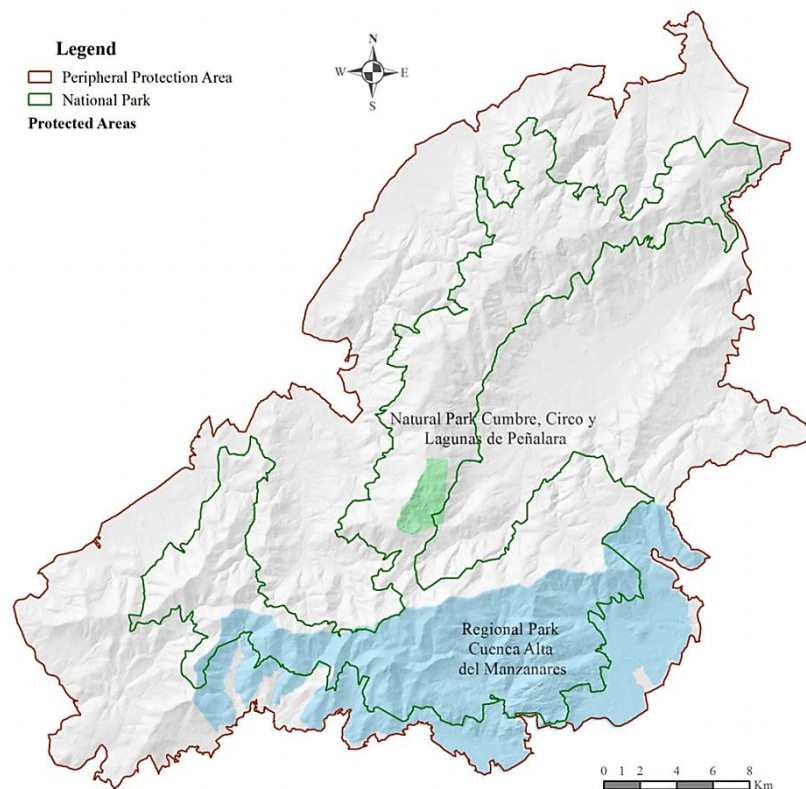 Legend
Peripheral Protection Area
National Park
Protected Areas
N
W E
S
Natural Park Cumbre, Circo y
Lagunas de Peñalara
Regional Park
Cuenca Alta
del Manzanares
0 1 2 4 6 8
Km